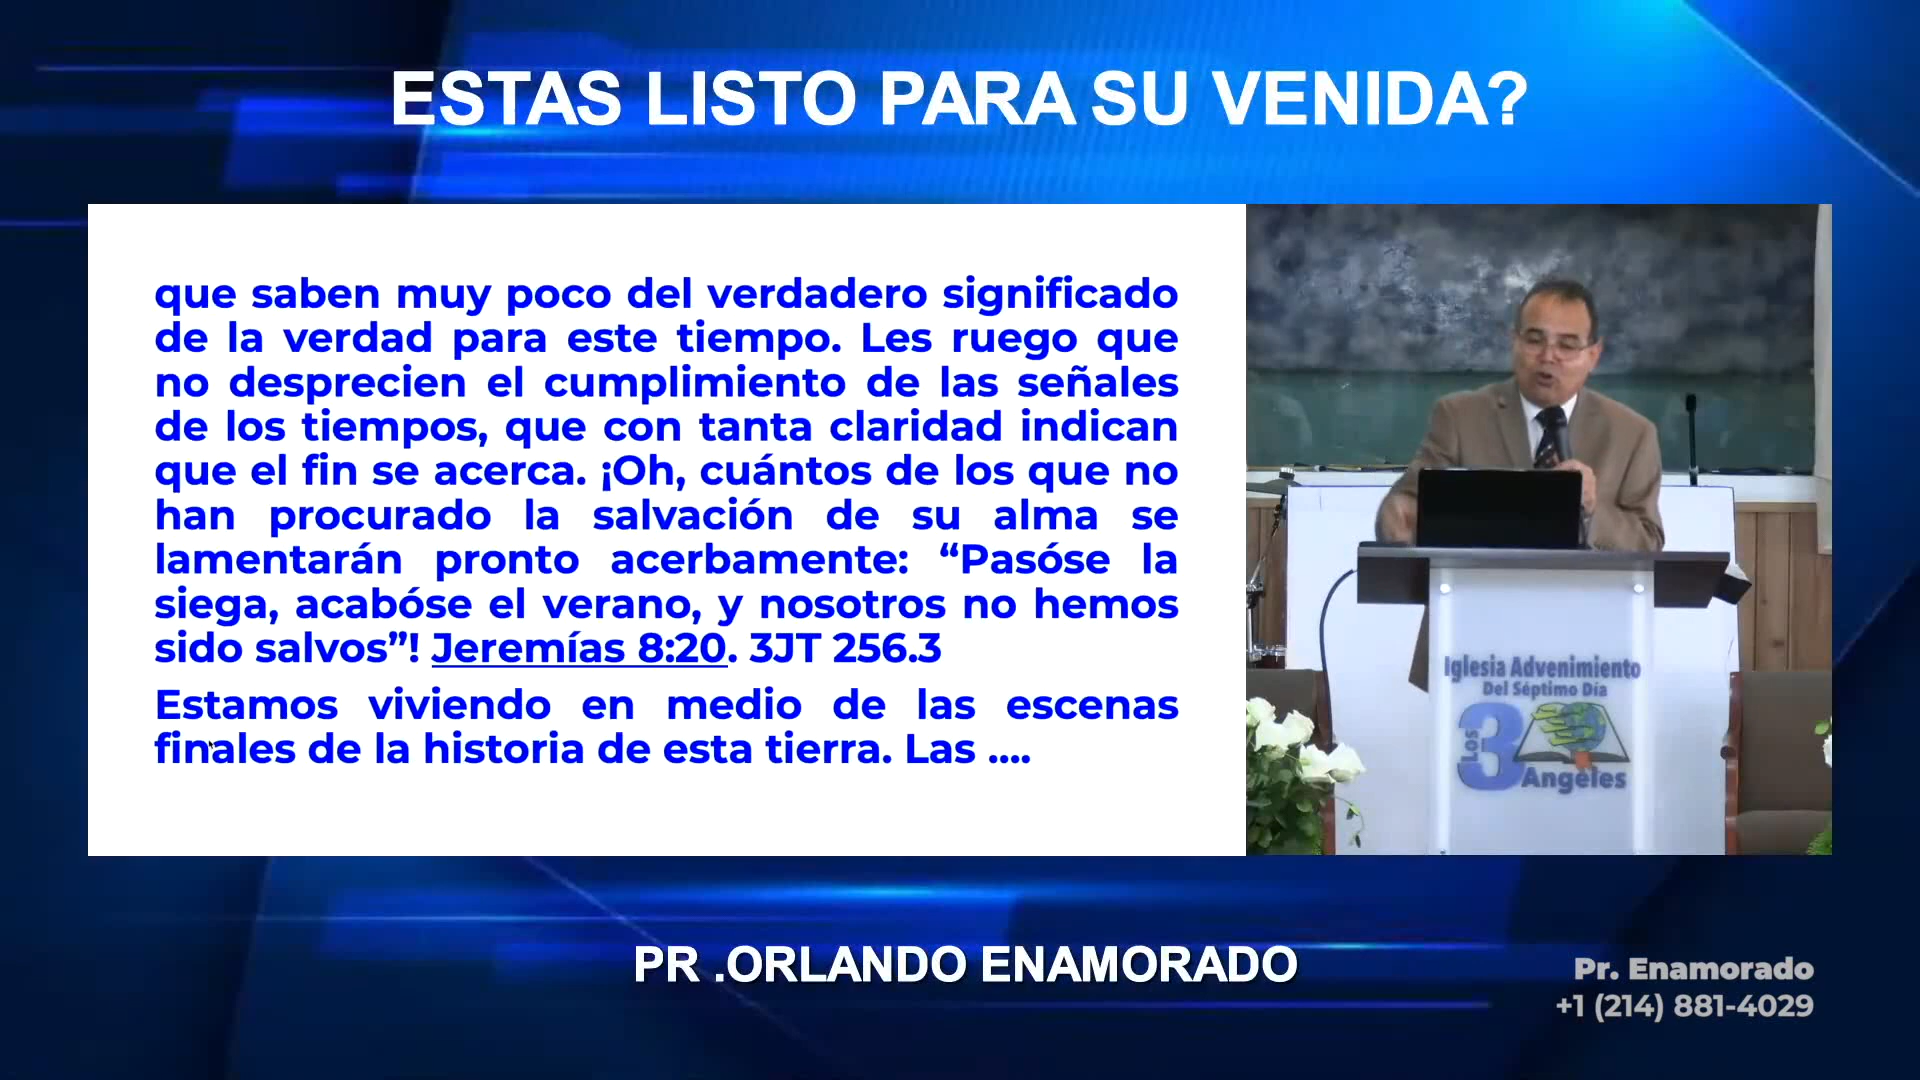 ESTAS LISTO PARA SU VENIDA?
que saben muy poco del verdadero significado
de la verdad para este tiempo. Les ruego que
no desprecien el cumplimiento de las señales
de los tiempos, que con tanta claridad indican
que el fin se acerca. ¡Oh, cuántos de los que no
han procurado la salvación de su alma se
lamentarán pronto acerbamente: “Pasóse la
siega, acabóse el verano, y nosotros no hemos
sido salvos”! Jeremías 8:20. 3JT 256.3
Estamos viviendo en medio de las escenas
finales de la historia de esta tierra. Las ....
Iglesia Advenimiento
Del Séptimo Día
LOS 3
Angeles
PR .ORLANDO ENAMORADO
Pr. Enamorado
+1 (214) 881-4029